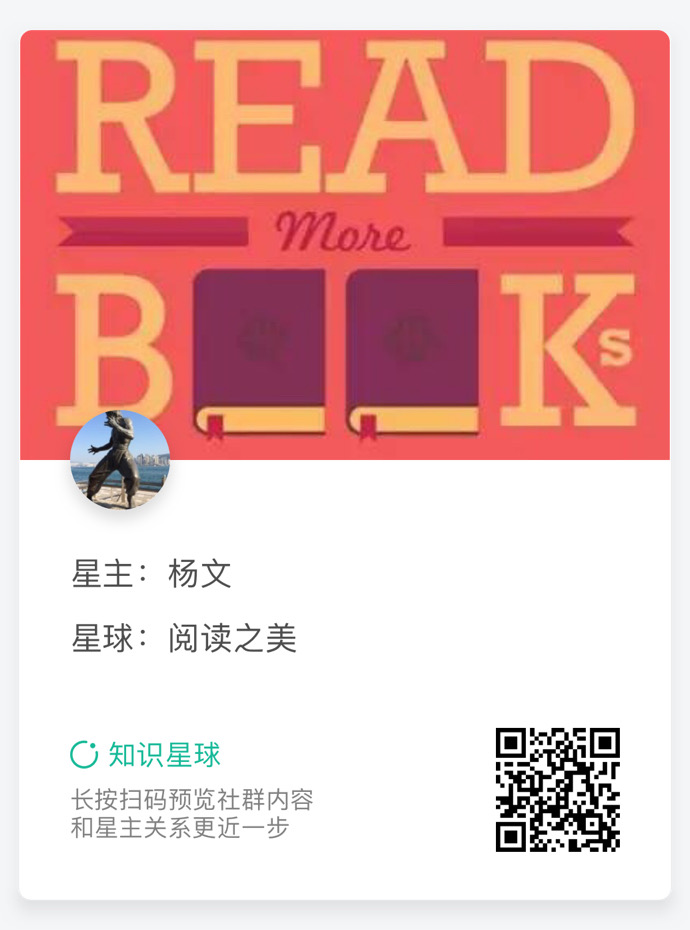 READ
More
BOOKs
星主：杨文
星球：阅读之美
知识星球
长按扫码预览社群内容
和星主关系更近一步